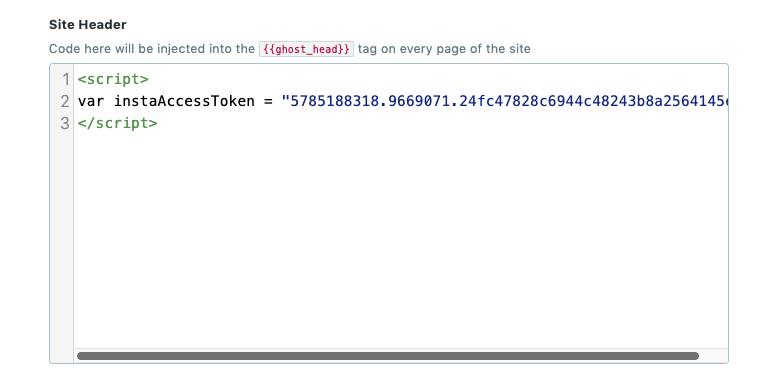 Site Header
Code here will be injected into the {{ghost_head}} tag on every page of the site
1 <script>
2 var instaAccessToken = "5785188318.9669071.24fc47828c6944c48243b8a2564145
3 </script>